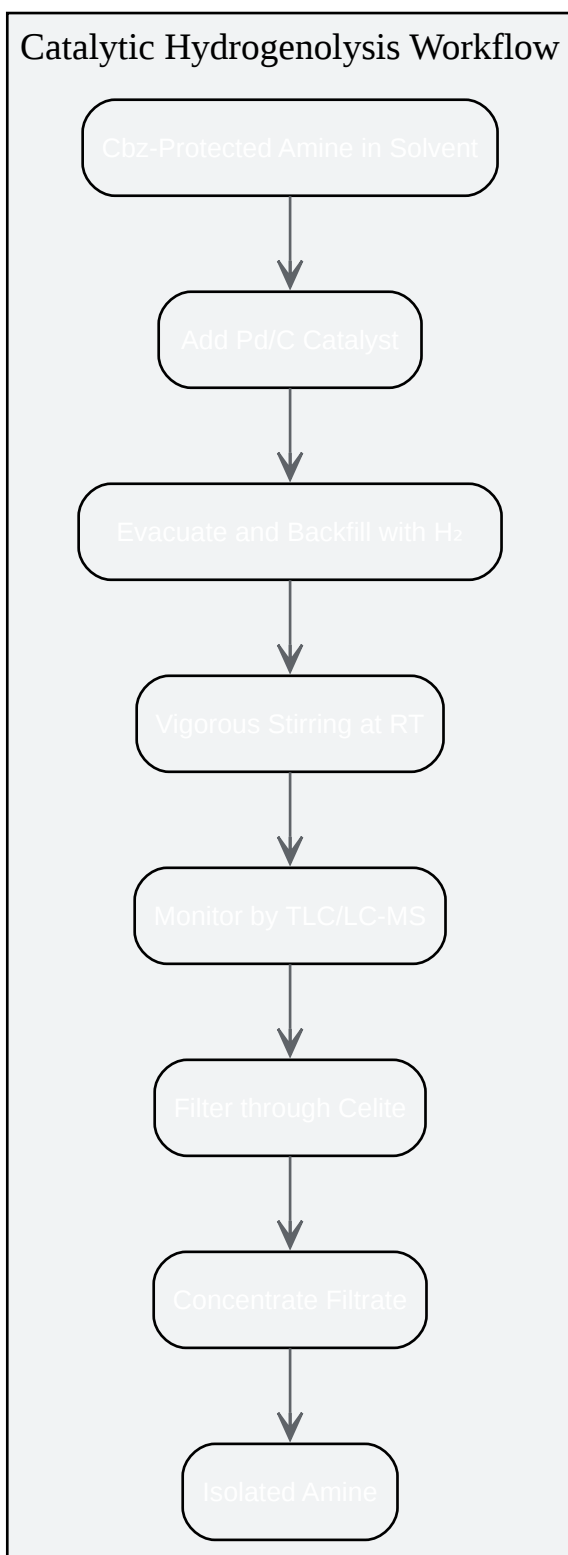 Catalytic Hydrogenolysis Workflow
Cbz-Protected Amine in Solvent
Add Pd/C Catalyst
Evacuate and Backfill with H₂
Vigorous Stirring at RT
Monitor by TLC/LC-MS
Filter through Celite
Concentrate Filtrate
Isolated Amine